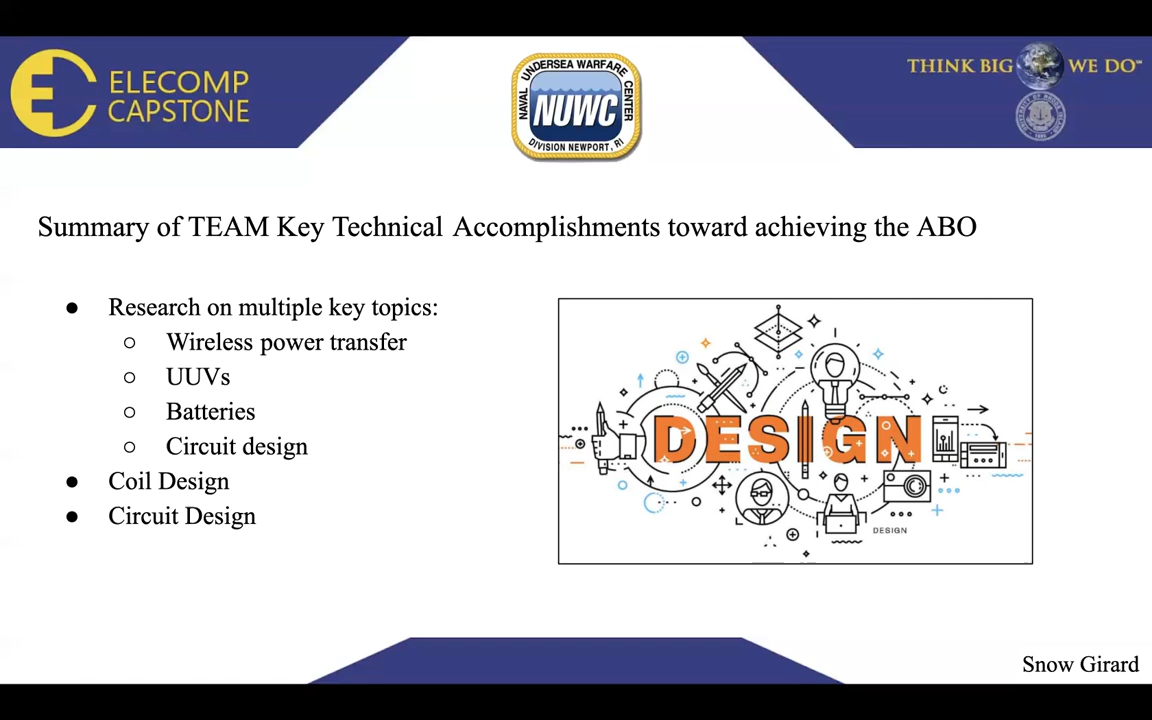 ELECOMP
CAPSTONE
NAVAL UNDERSEA WARFARE CENTER
NUWC
DIVISION NEWPORT, RI
THINK BIG WE DO℠
Summary of TEAM Key Technical Accomplishments toward achieving the ABO
● Research on multiple key topics:
○ Wireless power transfer
○ UUVs
○ Batteries
○ Circuit design
● Coil Design
● Circuit Design
DESIGN
DESIGN
Snow Girard